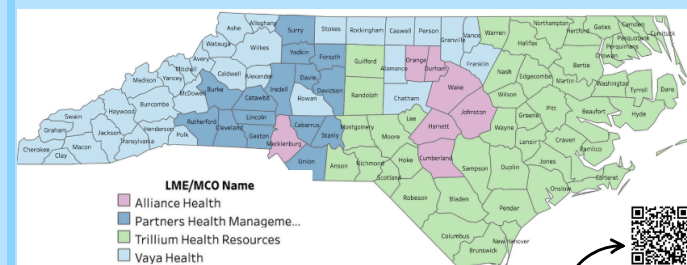 Ashe Alleghany Surry Stokes Rockingham Caswell Person Granville Vance Warren Northampton Hertford Gates Camden Currituck
Pasquotank
Perquimans
Chowan
Watauga Wilkes Yadkin Forsyth Guilford Alamance Orange Durham Franklin Halifax Bertie
Avery Mitchell Yancey Madison Caldwell Alexander Iredell Davie Davidson Randolph Chatham Wake Nash Edgecombe Martin Washington Tyrrell Dare
McDowell Burke Catawba Rowan Wilson
Buncombe Haywood Swain Graham Cherokee Clay Macon Jackson Transylvania Henderson Polk Rutherford Cleveland Lincoln Gaston Mecklenburg Cabarrus Stanly Union
Montgomery Moore Lee Harnett Johnston Wayne Greene Pitt Beaufort Hyde
Anson Richmond Scotland Hoke Cumberland Sampson Duplin Lenoir Craven Pamlico Jones Carteret Onslow
Robeson Bladen Pender Columbus Brunswick New Hanover
LME/MCO Name
Alliance Health
Partners Health Manageme...
Trillium Health Resources
Vaya Health